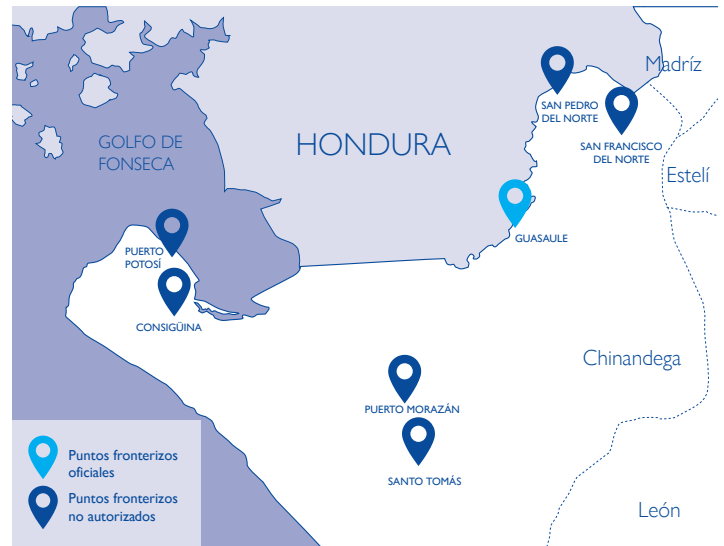 Madríz
SAN PEDRO
DEL NORTE
GOLFO DE
FONSECA
HONDURA
SAN FRANCISCO
DEL NORTE
Estelí
GUASAULE
PUERTO
POTOSÍ
CONSIGÜINA
Chinandega
PUERTO MORAZÁN
SANTO TOMÁS
León
Puntos fronterizos
oficiales
Puntos fronterizos
no autorizados